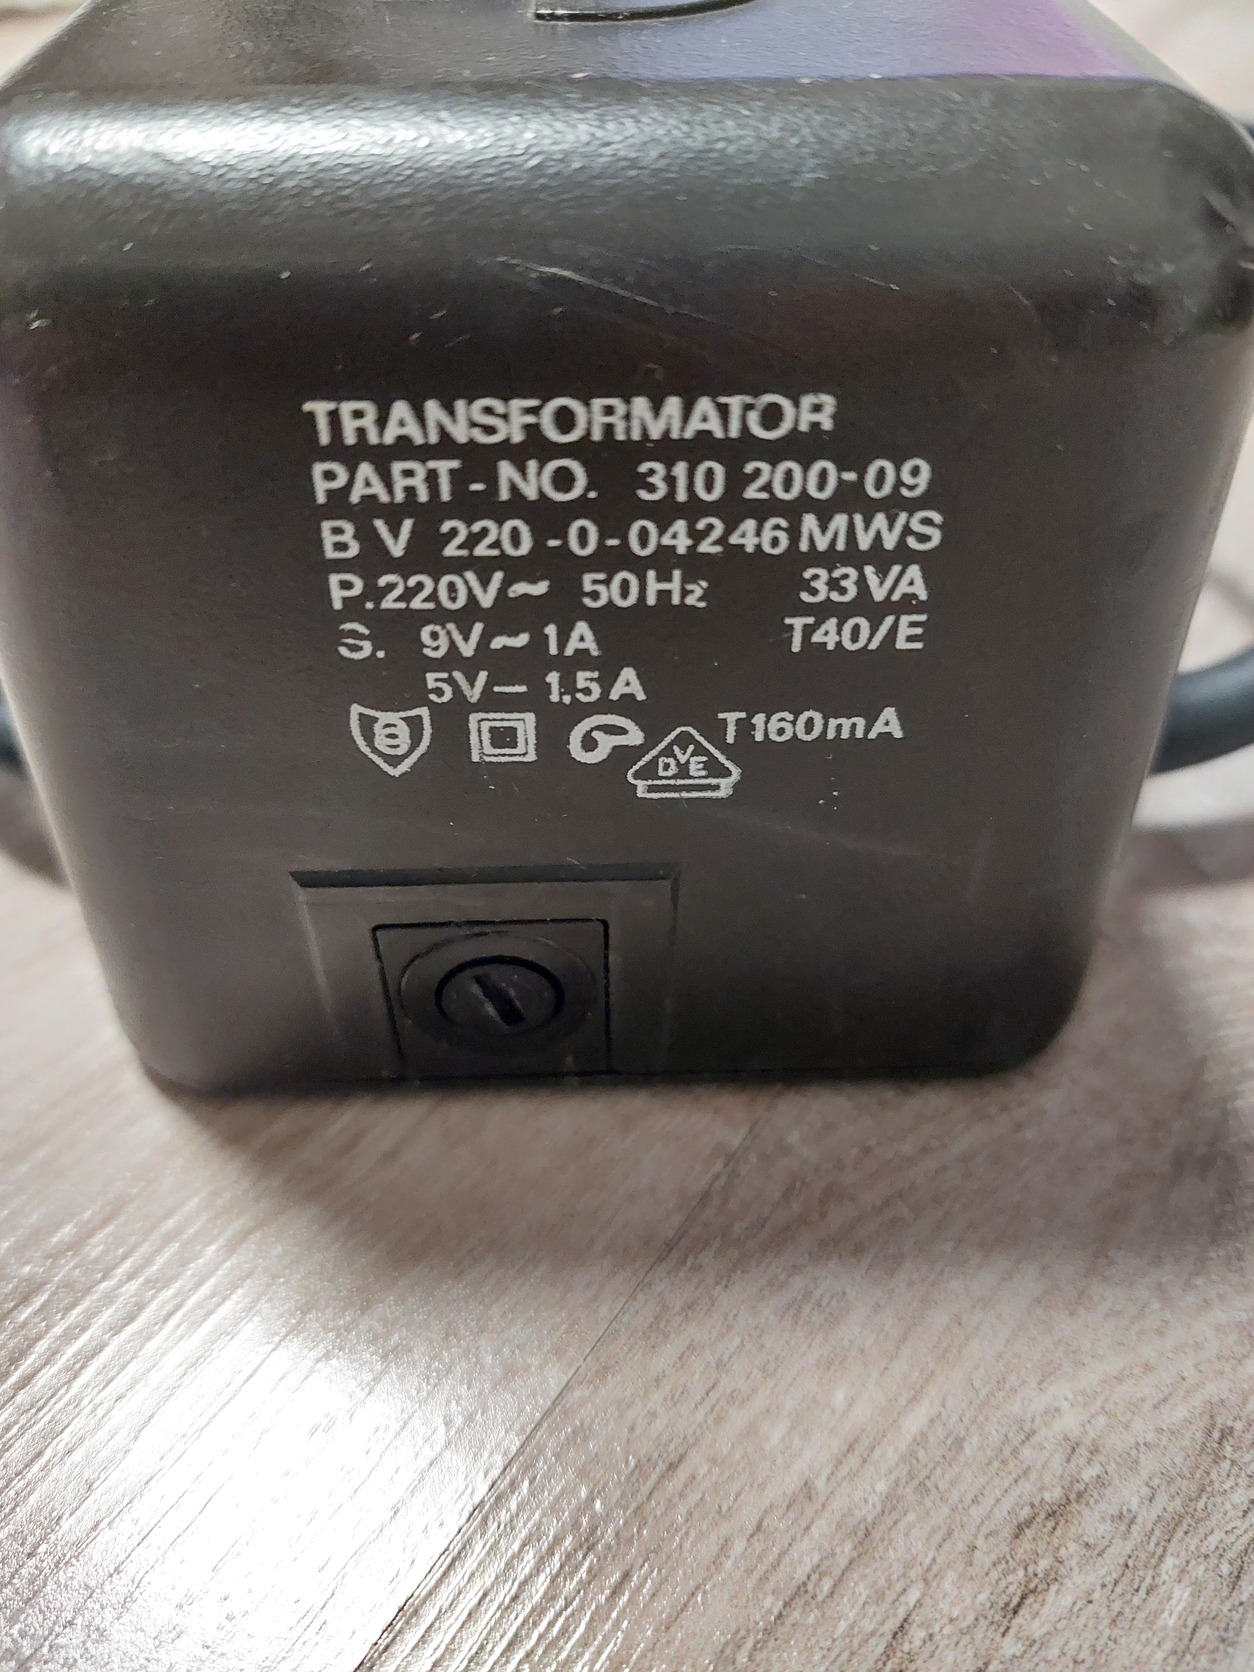 TRANSFORMATOR
PART-NO. 310 200-09
B V 220-0-04246 MWS
P.220V~ 50Hz 33VA
S. 9V~1A T40/E
5V– 1,5A
T160mA
DVE